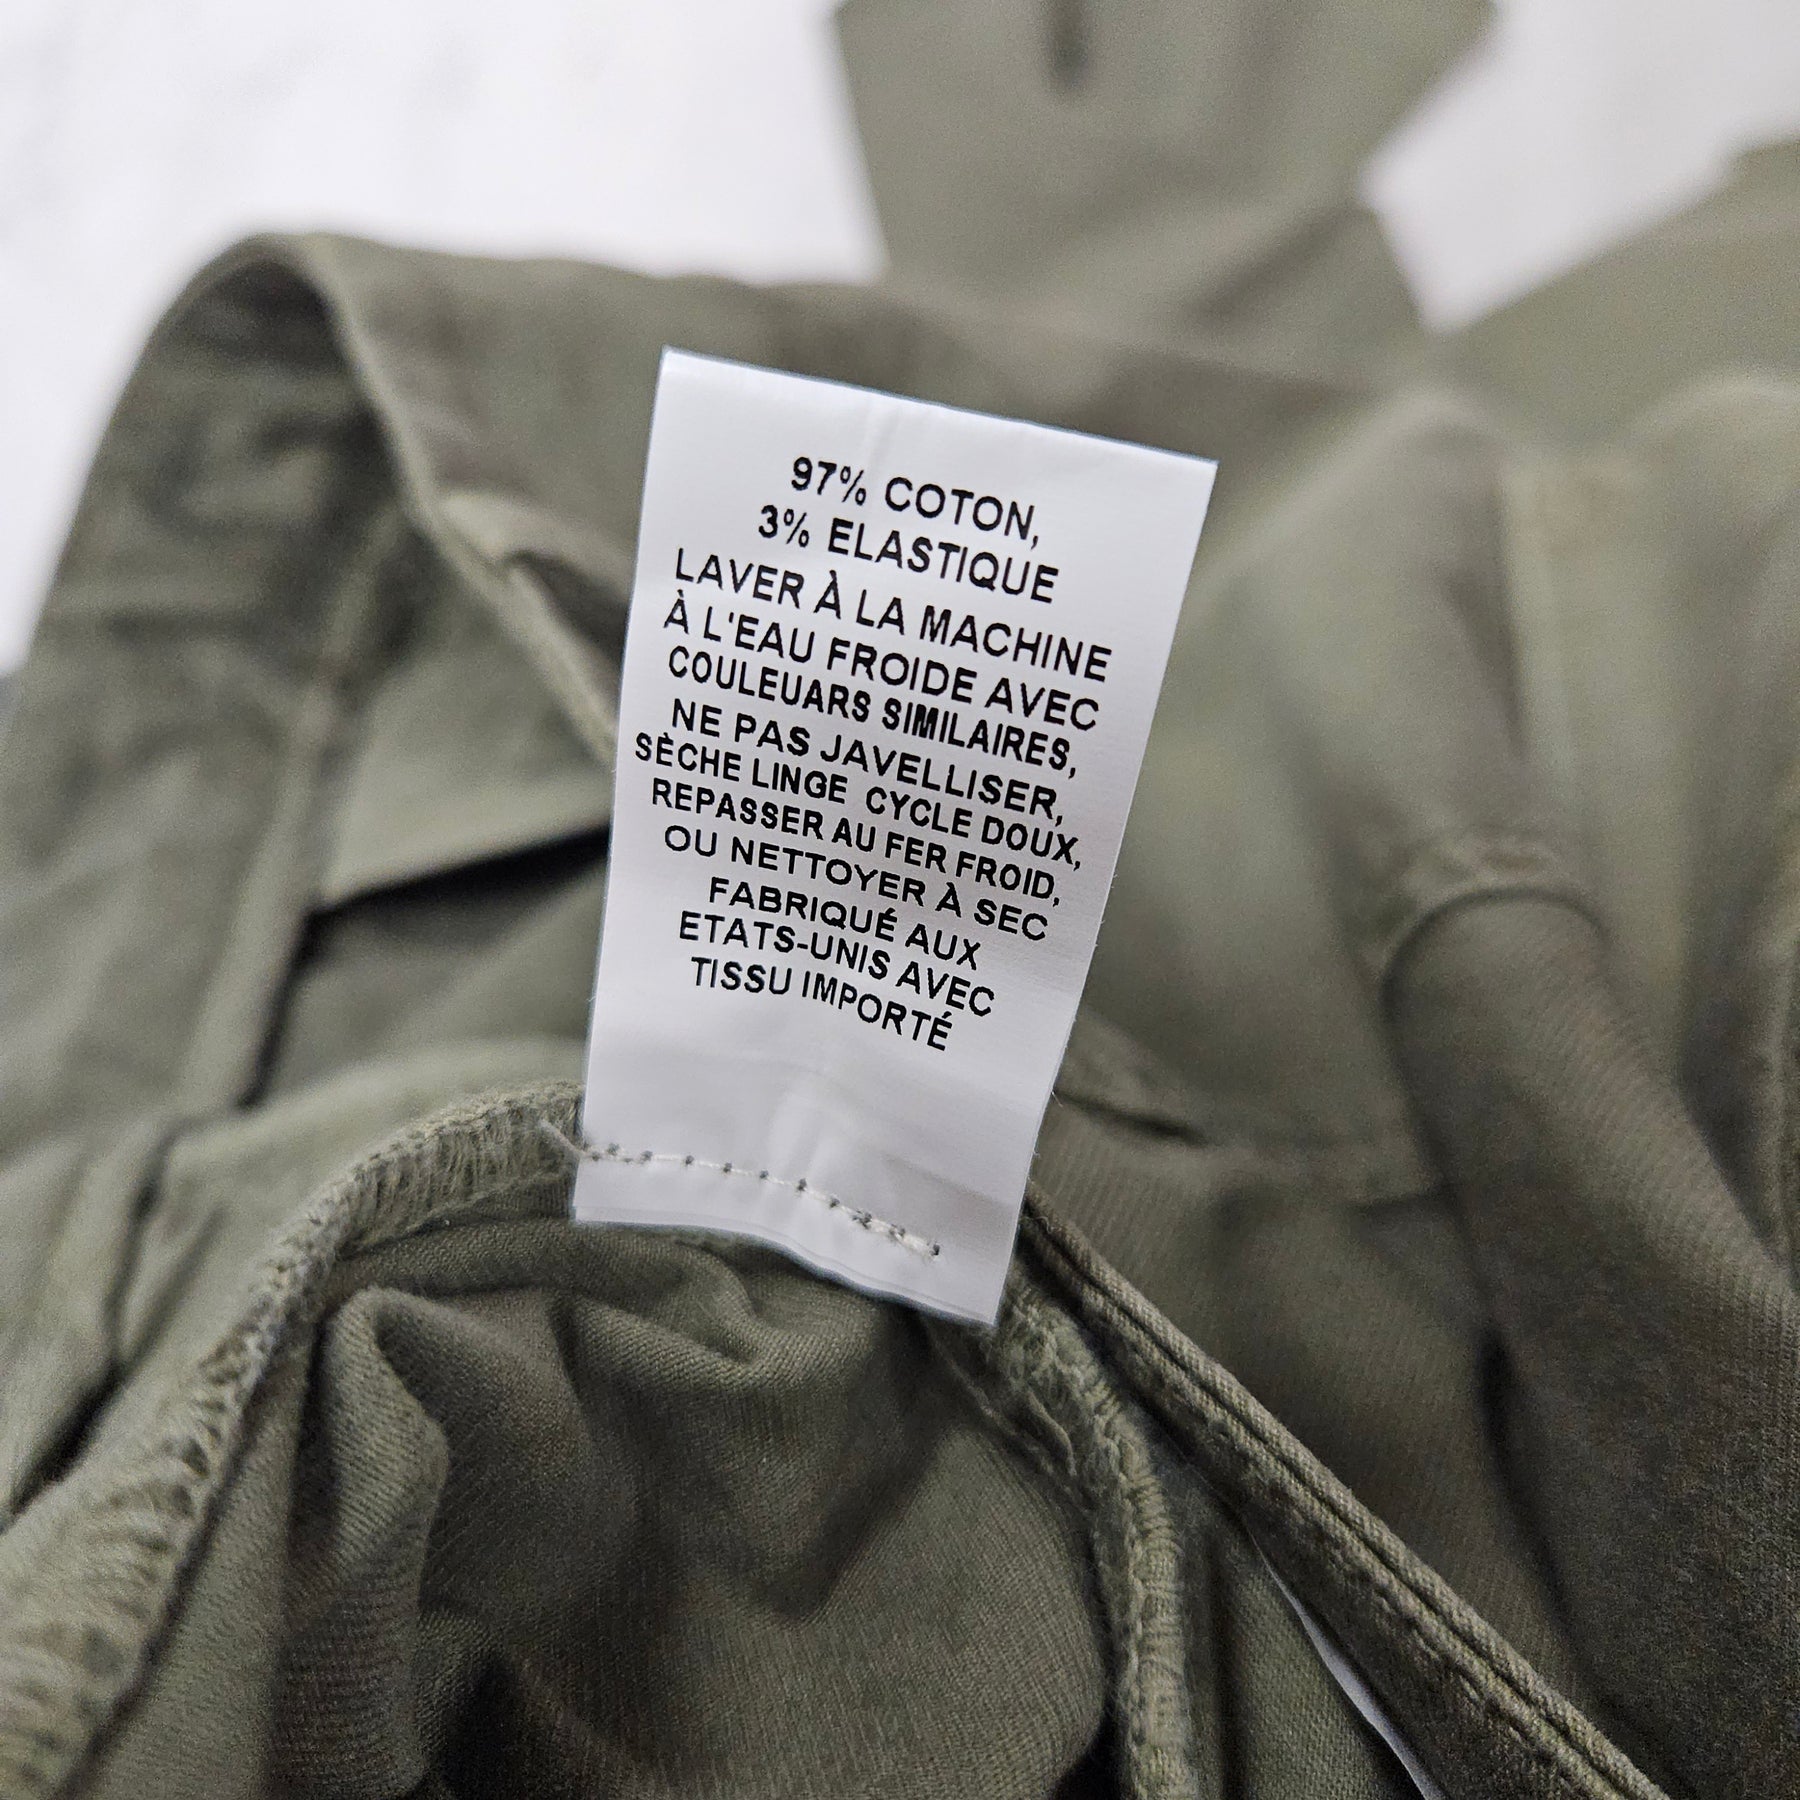 97% COTON,
3% ELASTIQUE
LAVER À LA MACHINE
À L'EAU FROIDE AVEC
COULEUARS SIMILAIRES,
NE PAS JAVELLISER,
SÈCHE LINGE CYCLE DOUX,
REPASSER AU FER FROID,
OU NETTOYER À SEC
FABRIQUÉ AUX
ETATS-UNIS AVEC
TISSU IMPORTÉ